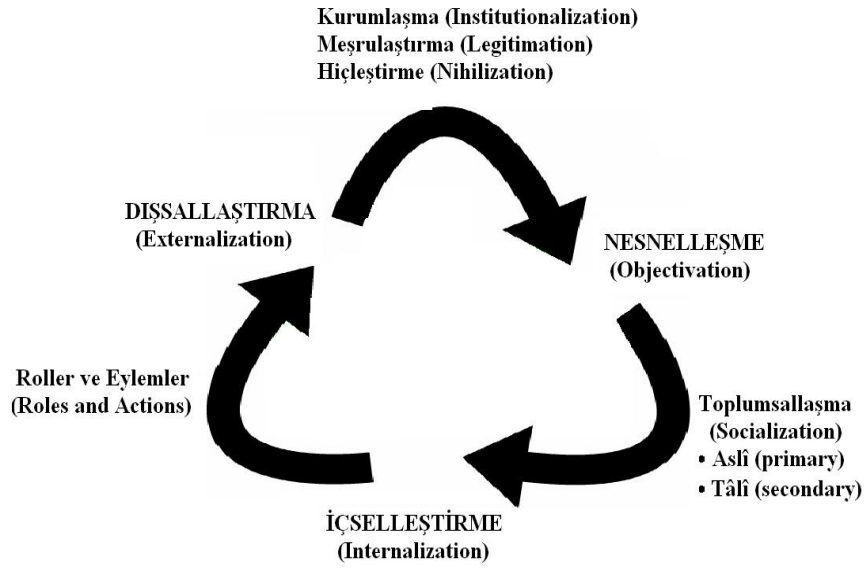 Kurumlaşma (Institutionalization)
Meşrulaştırma (Legitimation)
Hiçleştirme (Nihilization)
DIŞSALLAŞTIRMA
(Externalization)
NESNELLEŞME
(Objectivation)
Roller ve Eylemler
(Roles and Actions)
Toplumsallaşma
(Socialization)
• Aslî (primary)
• Tâlî (secondary)
İÇSELLEŞTİRME
(Internalization)